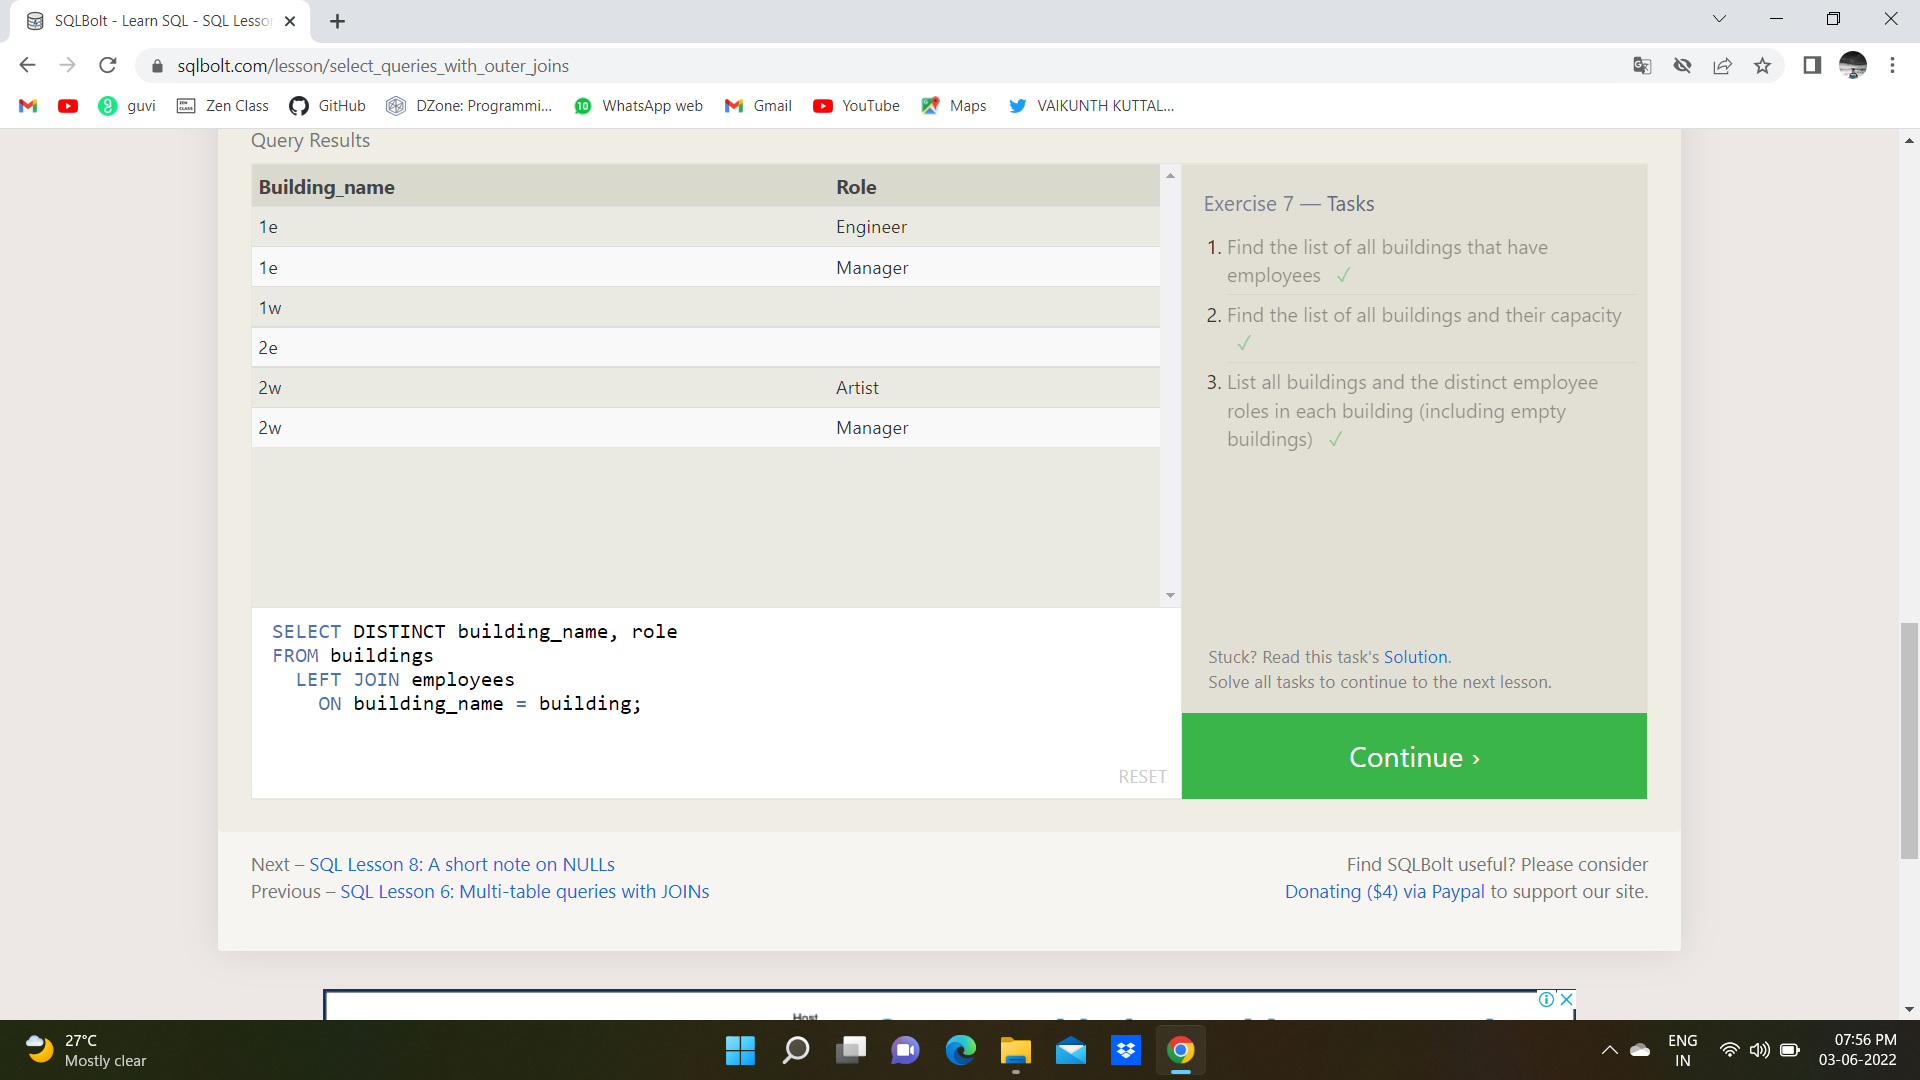 SQLBolt - Learn SQL - SQL Lesson
sqlbolt.com/lesson/select_queries_with_outer_joins
guvi
Zen Class
GitHub
DZone: Programmi...
10
WhatsApp web
Gmail
YouTube
Maps
VAIKUNTH KUTTAL...
Query Results
Building_name Role
1e Engineer
1e Manager
1w
2e
2w Artist
2w Manager
Exercise 7 — Tasks
1. Find the list of all buildings that have
employees ✓
2. Find the list of all buildings and their capacity
✓
3. List all buildings and the distinct employee
roles in each building (including empty
buildings) ✓
SELECT DISTINCT building_name, role
FROM buildings
LEFT JOIN employees
ON building_name = building;
RESET
Stuck? Read this task's Solution.
Solve all tasks to continue to the next lesson.
Continue ›
Next – SQL Lesson 8: A short note on NULLs
Previous – SQL Lesson 6: Multi-table queries with JOINs
Find SQLBolt useful? Please consider
Donating ($4) via Paypal to support our site.
27°C
Mostly clear
ENG
IN
07:56 PM
03-06-2022